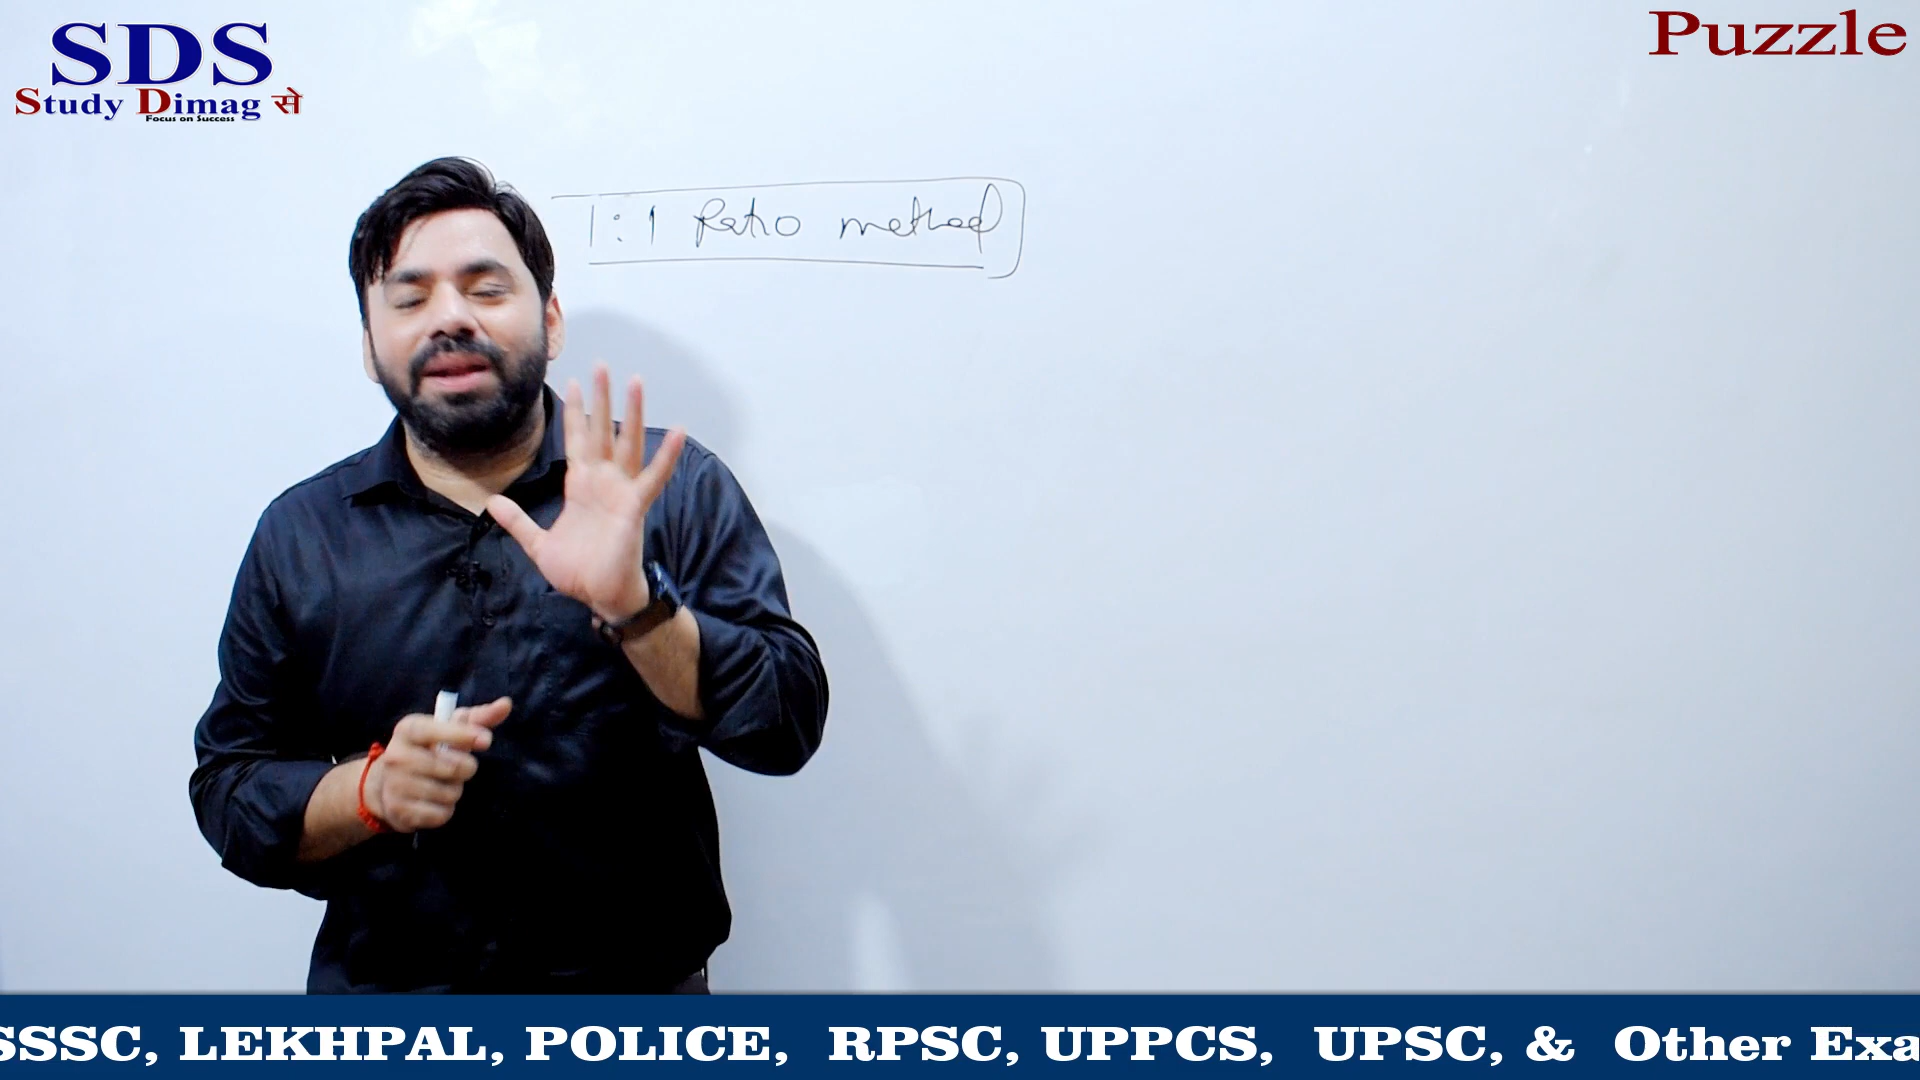 SDS
Puzzle
Study Dimag से
Focus on Success
1:1 Ratio method
SSSC, LEKHPAL, POLICE, RPSC, UPPCS, UPSC, & Other Exa